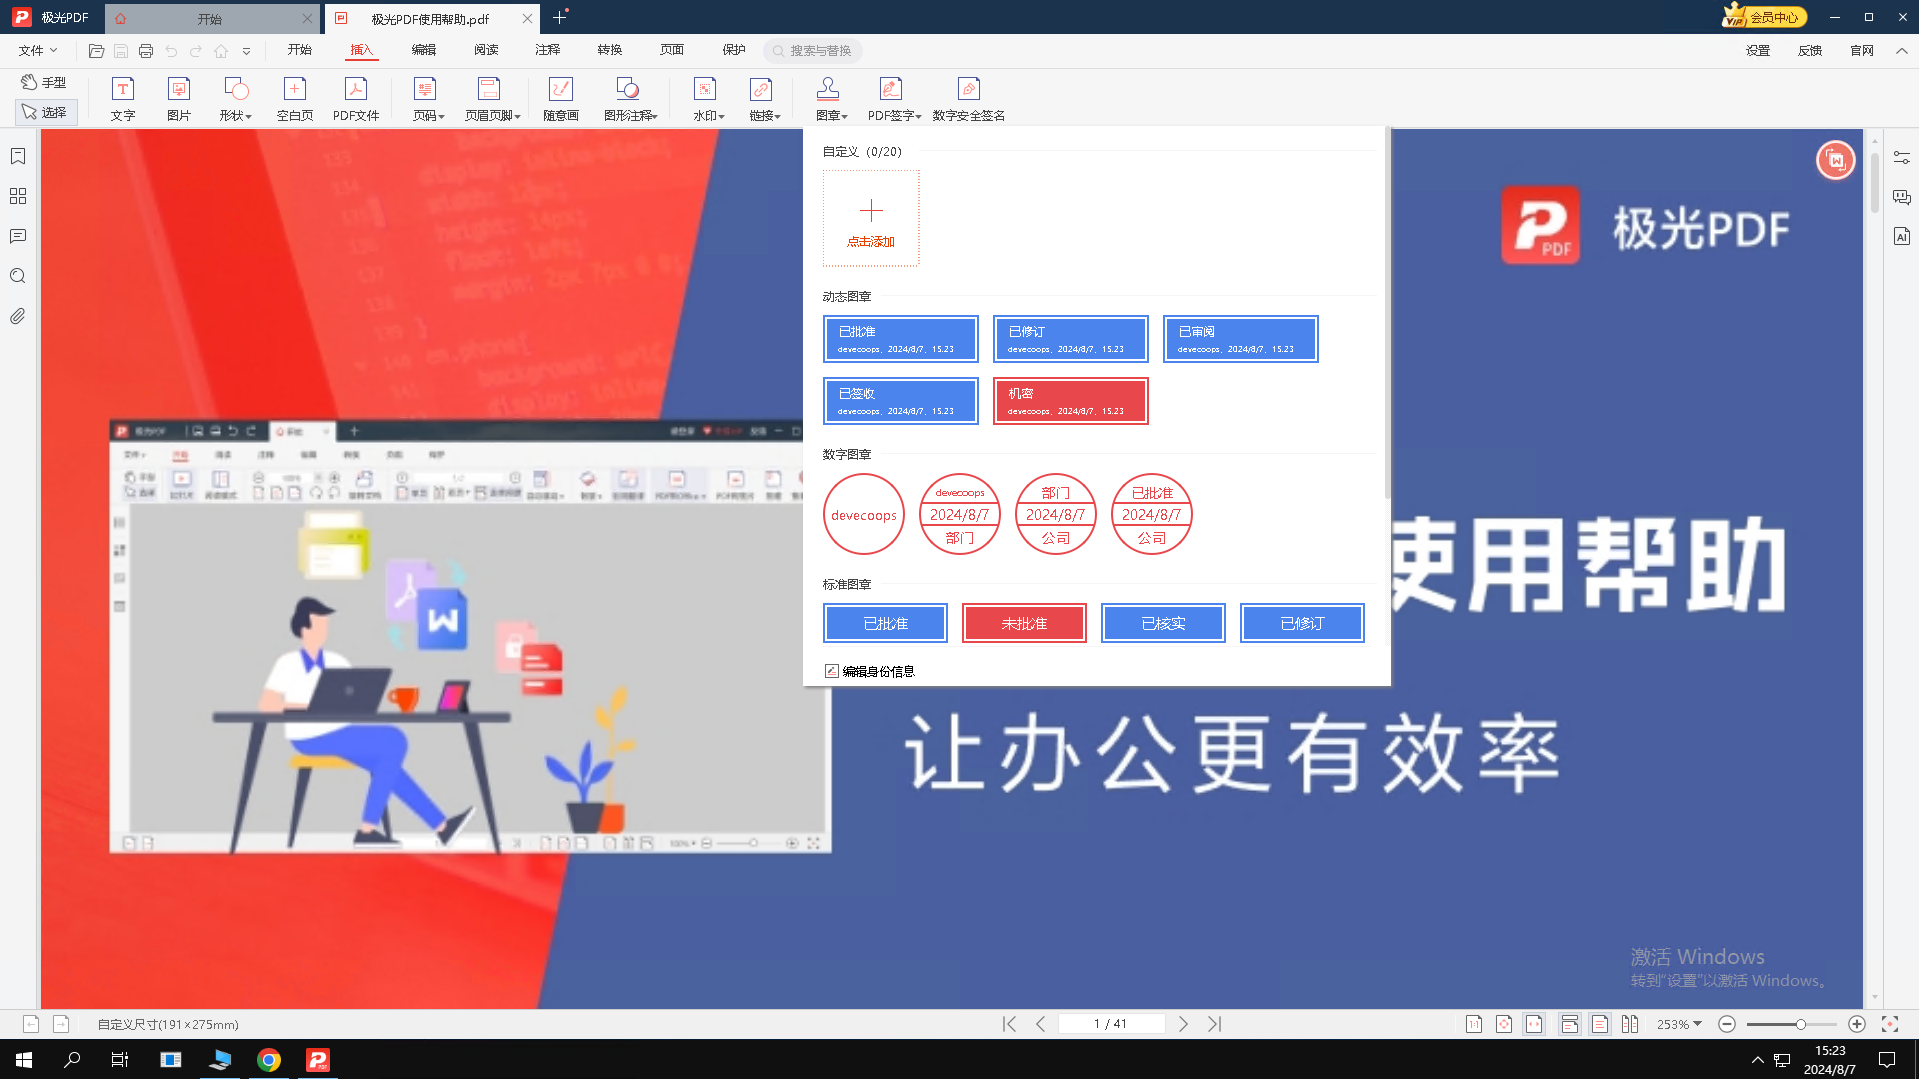 极光PDF
开始
极光PDF使用帮助.pdf
会员中心
文件
开始
插入
编辑
阅读
注释
转换
页面
保护
搜索与替换
设置
反馈
官网
手型
选择
文字
图片
形状
空白页
PDF文件
页码
页眉页脚
随意画
图形注释
水印
链接
图章
PDF签字
数字安全签名
自定义（0/20）
点击添加
动态图章
已批准
devecoops、2024/8/7、15.23
已修订
devecoops、2024/8/7、15.23
已审阅
devecoops、2024/8/7、15.23
已签收
devecoops、2024/8/7、15.23
机密
devecoops、2024/8/7、15.23
数字图章
devecoops
devecoops
2024/8/7
部门
部门
2024/8/7
公司
已批准
2024/8/7
公司
标准图章
已批准
未批准
已核实
已修订
编辑身份信息
极光PDF
使用帮助
让办公更有效率
激活 Windows
转到"设置"以激活 Windows。
自定义尺寸(191×275mm)
1 / 41
253%
15:23
2024/8/7